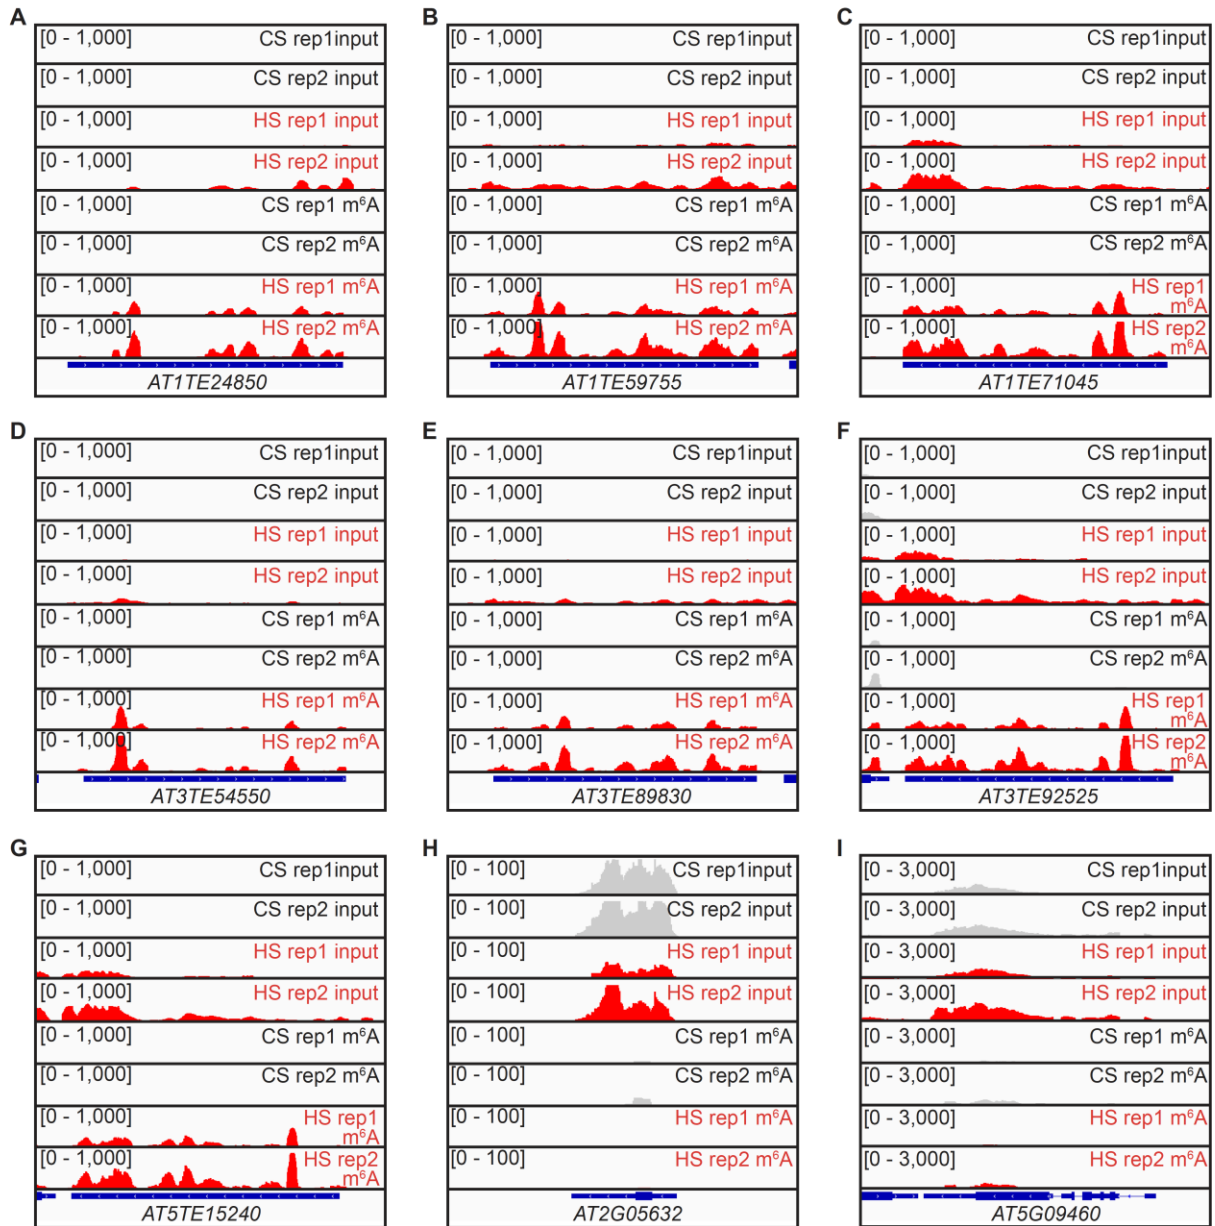 A
[0 - 1,000] CS rep1input
[0 - 1,000] CS rep2 input
[0 - 1,000] HS rep1 input
[0 - 1,000] HS rep2 input
[0 - 1,000] CS rep1 m⁶A
[0 - 1,000] CS rep2 m⁶A
[0 - 1,000] HS rep1 m⁶A
[0 - 1,000] HS rep2 m⁶A
AT1TE24850
B
[0 - 1,000] CS rep1input
[0 - 1,000] CS rep2 input
[0 - 1,000] HS rep1 input
[0 - 1,000] HS rep2 input
[0 - 1,000] CS rep1 m⁶A
[0 - 1,000] CS rep2 m⁶A
[0 - 1,000] HS rep1 m⁶A
[0 - 1,000] HS rep2 m⁶A
AT1TE59755
C
[0 - 1,000] CS rep1input
[0 - 1,000] CS rep2 input
[0 - 1,000] HS rep1 input
[0 - 1,000] HS rep2 input
[0 - 1,000] CS rep1 m⁶A
[0 - 1,000] CS rep2 m⁶A
[0 - 1,000] HS rep1
m⁶A
[0 - 1,000] HS rep2
m⁶A
AT1TE71045
D
[0 - 1,000] CS rep1input
[0 - 1,000] CS rep2 input
[0 - 1,000] HS rep1 input
[0 - 1,000] HS rep2 input
[0 - 1,000] CS rep1 m⁶A
[0 - 1,000] CS rep2 m⁶A
[0 - 1,000] HS rep1 m⁶A
[0 - 1,000] HS rep2 m⁶A
AT3TE54550
E
[0 - 1,000] CS rep1input
[0 - 1,000] CS rep2 input
[0 - 1,000] HS rep1 input
[0 - 1,000] HS rep2 input
[0 - 1,000] CS rep1 m⁶A
[0 - 1,000] CS rep2 m⁶A
[0 - 1,000] HS rep1 m⁶A
[0 - 1,000] HS rep2 m⁶A
AT3TE89830
F
[0 - 1,000] CS rep1input
[0 - 1,000] CS rep2 input
[0 - 1,000] HS rep1 input
[0 - 1,000] HS rep2 input
[0 - 1,000] CS rep1 m⁶A
[0 - 1,000] CS rep2 m⁶A
[0 - 1,000] HS rep1
m⁶A
[0 - 1,000] HS rep2
m⁶A
AT3TE92525
G
[0 - 1,000] CS rep1input
[0 - 1,000] CS rep2 input
[0 - 1,000] HS rep1 input
[0 - 1,000] HS rep2 input
[0 - 1,000] CS rep1 m⁶A
[0 - 1,000] CS rep2 m⁶A
[0 - 1,000] HS rep1
m⁶A
[0 - 1,000] HS rep2
m⁶A
AT5TE15240
H
[0 - 100] CS rep1input
[0 - 100] CS rep2 input
[0 - 100] HS rep1 input
[0 - 100] HS rep2 input
[0 - 100] CS rep1 m⁶A
[0 - 100] CS rep2 m⁶A
[0 - 100] HS rep1 m⁶A
[0 - 100] HS rep2 m⁶A
AT2G05632
I
[0 - 3,000] CS rep1input
[0 - 3,000] CS rep2 input
[0 - 3,000] HS rep1 input
[0 - 3,000] HS rep2 input
[0 - 3,000] CS rep1 m⁶A
[0 - 3,000] CS rep2 m⁶A
[0 - 3,000] HS rep1 m⁶A
[0 - 3,000] HS rep2 m⁶A
AT5G09460